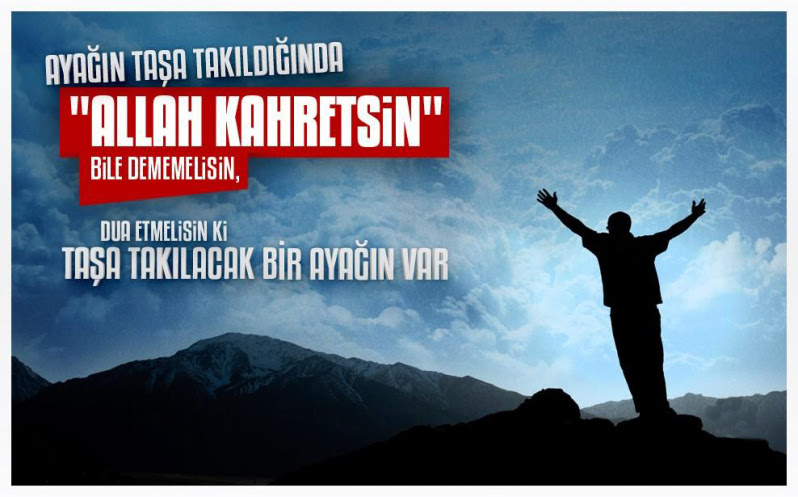 AYAĞIN TAŞA TAKILDIĞINDA
"ALLAH KAHRETSİN"
BİLE DEMEMELİSİN,
DUA ETMELİSİN Kİ
TAŞA TAKILACAK BİR AYAĞIN VAR